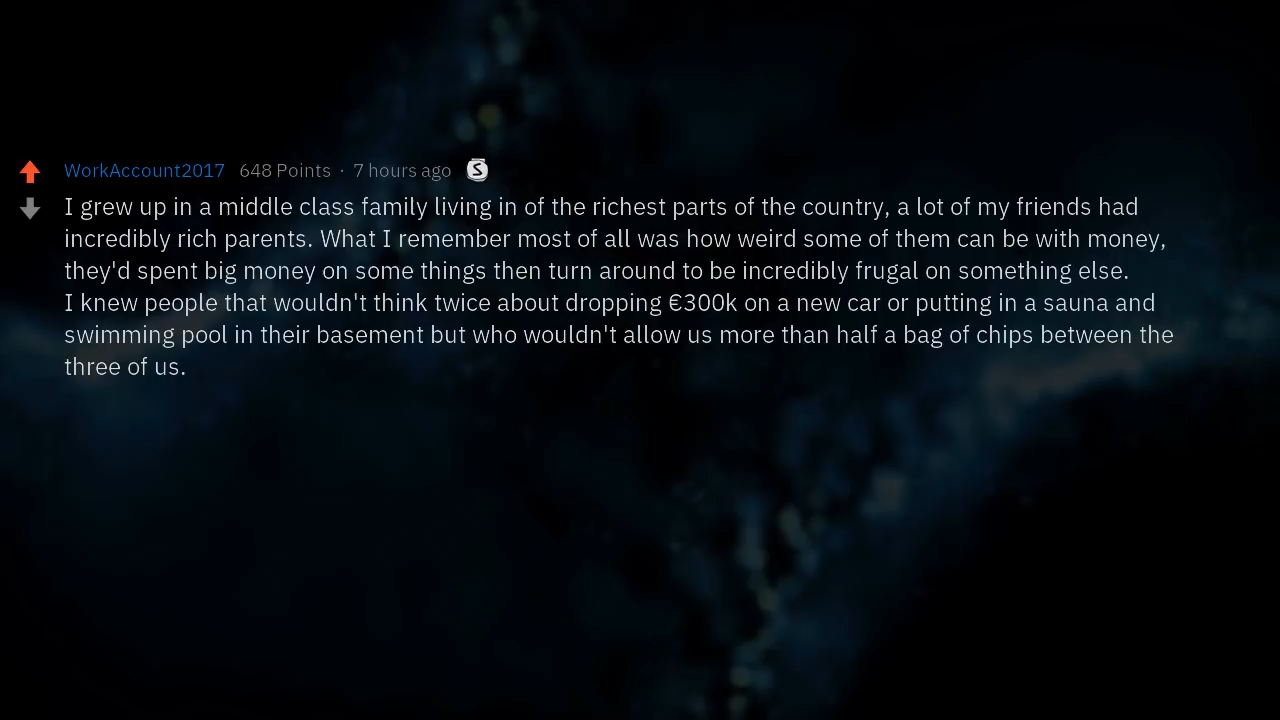 WorkAccount2017 648 Points · 7 hours ago S
I grew up in a middle class family living in of the richest parts of the country, a lot of my friends had
incredibly rich parents. What I remember most of all was how weird some of them can be with money,
they'd spent big money on some things then turn around to be incredibly frugal on something else.
I knew people that wouldn't think twice about dropping €300k on a new car or putting in a sauna and
swimming pool in their basement but who wouldn't allow us more than half a bag of chips between the
three of us.